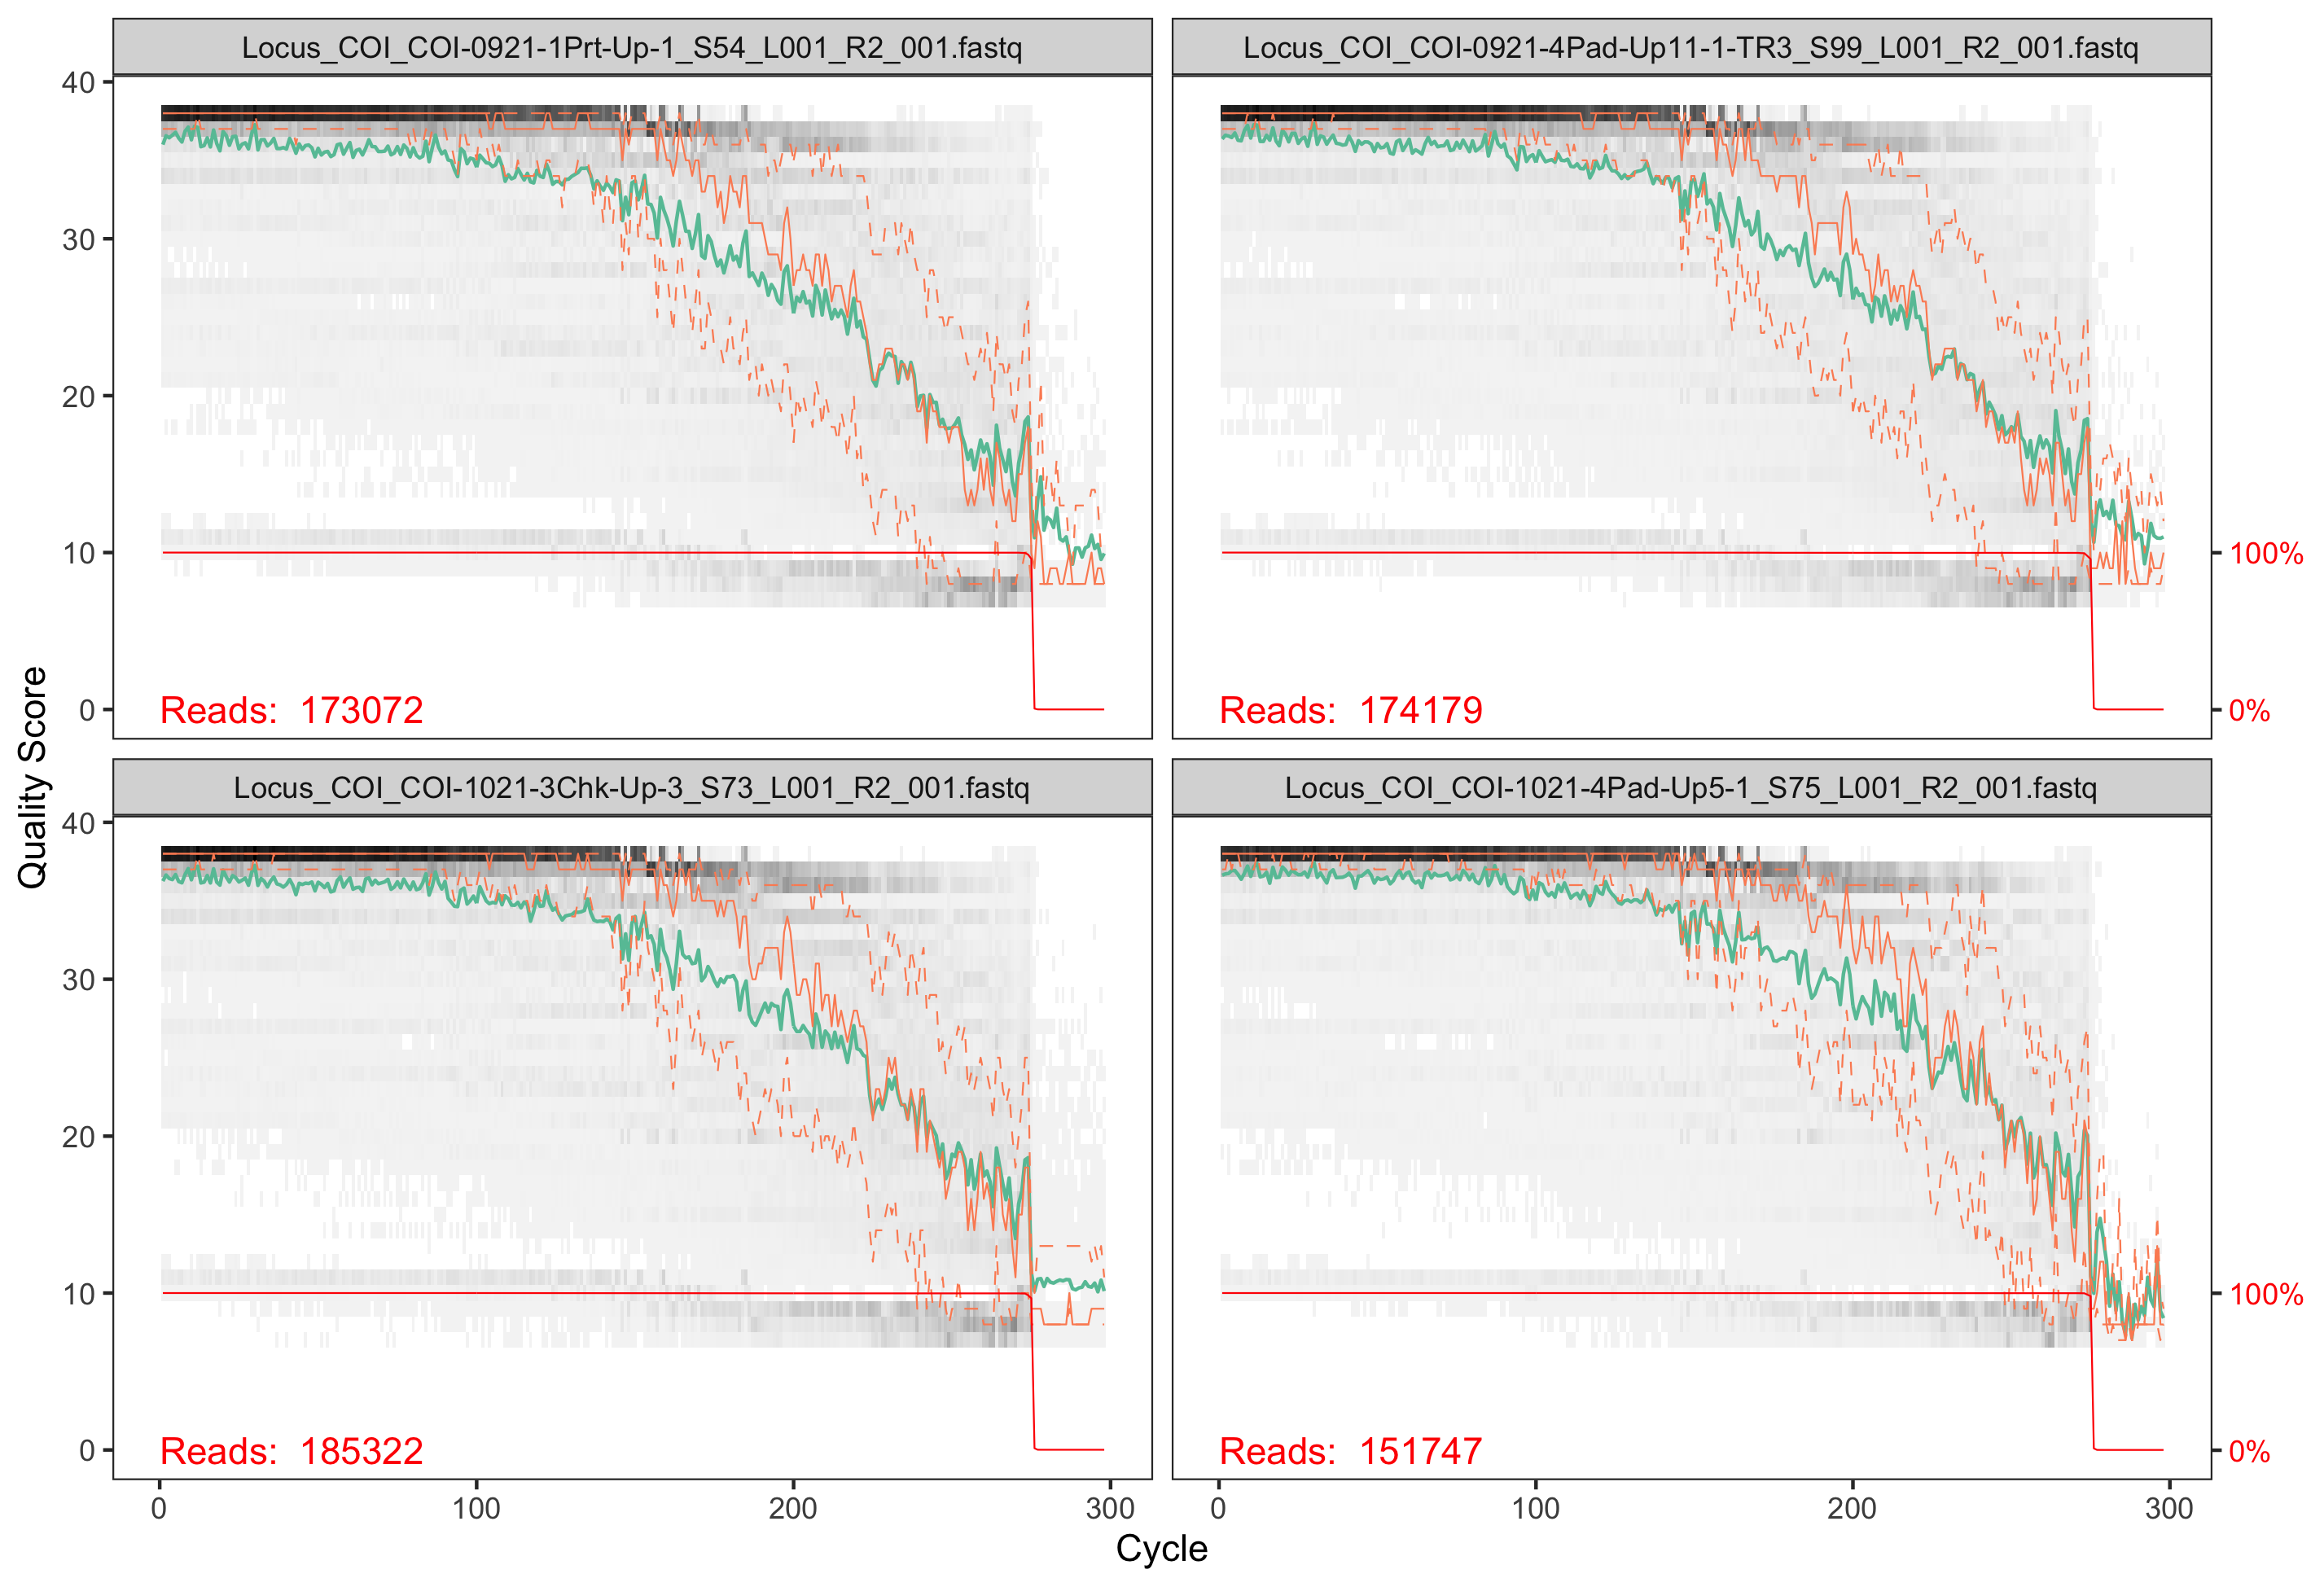 Locus_COI_COI-0921-1Prt-Up-1_S54_L001_R2_001.fastq
Locus_COI_COI-0921-4Pad-Up11-1-TR3_S99_L001_R2_001.fastq
40
30
20
10
0
100%
0%
Reads: 173072
Reads: 174179
Quality Score
Locus_COI_COI-1021-3Chk-Up-3_S73_L001_R2_001.fastq
Locus_COI_COI-1021-4Pad-Up5-1_S75_L001_R2_001.fastq
40
30
20
10
0
100%
0%
Reads: 185322
Reads: 151747
0 100 200 300
0 100 200 300
Cycle